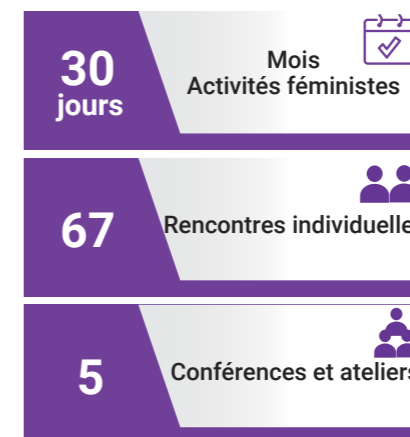 30
jours
Mois
Activités féministes
67
Rencontres individuelle
5
Conférences et ateliers